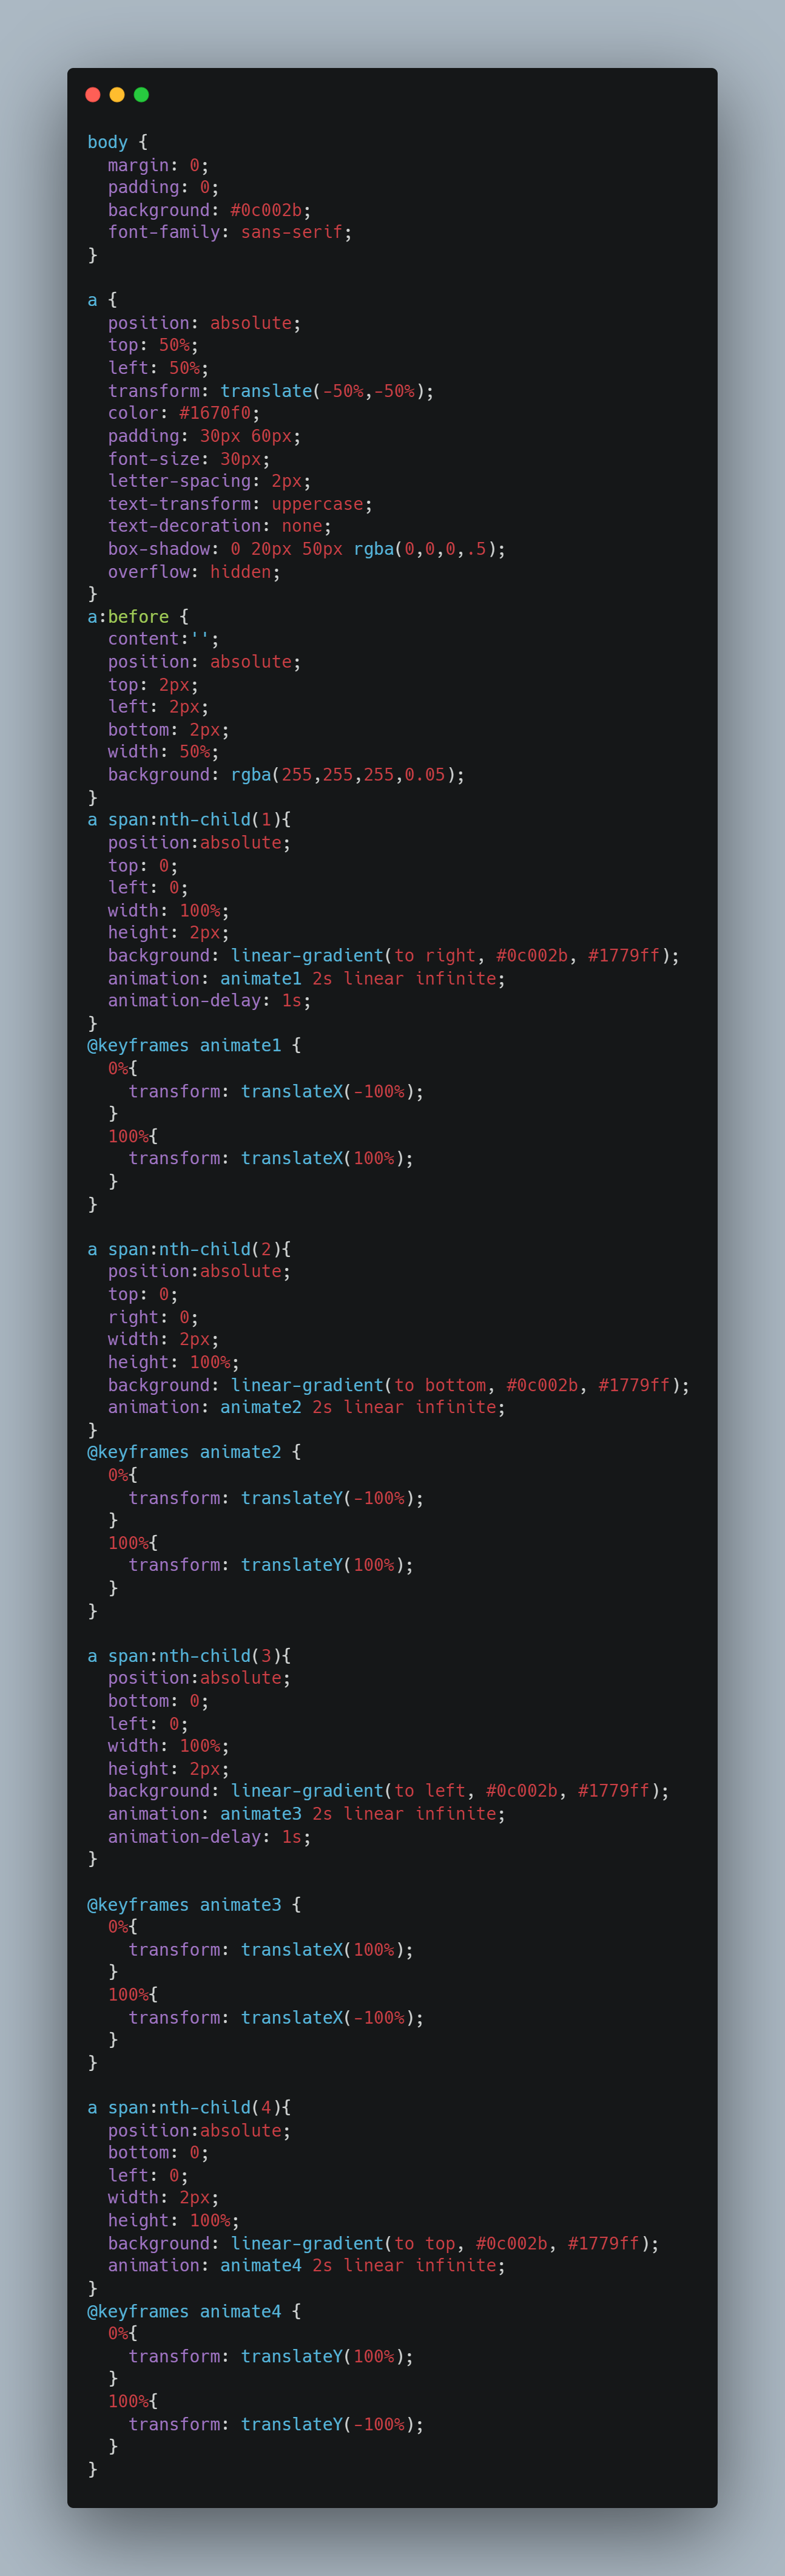 body {
  margin: 0;
  padding: 0;
  background: #0c002b;
  font-family: sans-serif;
}

a {
  position: absolute;
  top: 50%;
  left: 50%;
  transform: translate(-50%,-50%);
  color: #1670f0;
  padding: 30px 60px;
  font-size: 30px;
  letter-spacing: 2px;
  text-transform: uppercase;
  text-decoration: none;
  box-shadow: 0 20px 50px rgba(0,0,0,.5);
  overflow: hidden;
}
a:before {
  content:'';
  position: absolute;
  top: 2px;
  left: 2px;
  bottom: 2px;
  width: 50%;
  background: rgba(255,255,255,0.05);
}
a span:nth-child(1){
  position:absolute;
  top: 0;
  left: 0;
  width: 100%;
  height: 2px;
  background: linear-gradient(to right, #0c002b, #1779ff);
  animation: animate1 2s linear infinite;
  animation-delay: 1s;
}
@keyframes animate1 {
  0%{
    transform: translateX(-100%);
  }
  100%{
    transform: translateX(100%);
  }
}

a span:nth-child(2){
  position:absolute;
  top: 0;
  right: 0;
  width: 2px;
  height: 100%;
  background: linear-gradient(to bottom, #0c002b, #1779ff);
  animation: animate2 2s linear infinite;
}
@keyframes animate2 {
  0%{
    transform: translateY(-100%);
  }
  100%{
    transform: translateY(100%);
  }
}

a span:nth-child(3){
  position:absolute;
  bottom: 0;
  left: 0;
  width: 100%;
  height: 2px;
  background: linear-gradient(to left, #0c002b, #1779ff);
  animation: animate3 2s linear infinite;
  animation-delay: 1s;
}

@keyframes animate3 {
  0%{
    transform: translateX(100%);
  }
  100%{
    transform: translateX(-100%);
  }
}

a span:nth-child(4){
  position:absolute;
  bottom: 0;
  left: 0;
  width: 2px;
  height: 100%;
  background: linear-gradient(to top, #0c002b, #1779ff);
  animation: animate4 2s linear infinite;
}
@keyframes animate4 {
  0%{
    transform: translateY(100%);
  }
  100%{
    transform: translateY(-100%);
  }
}